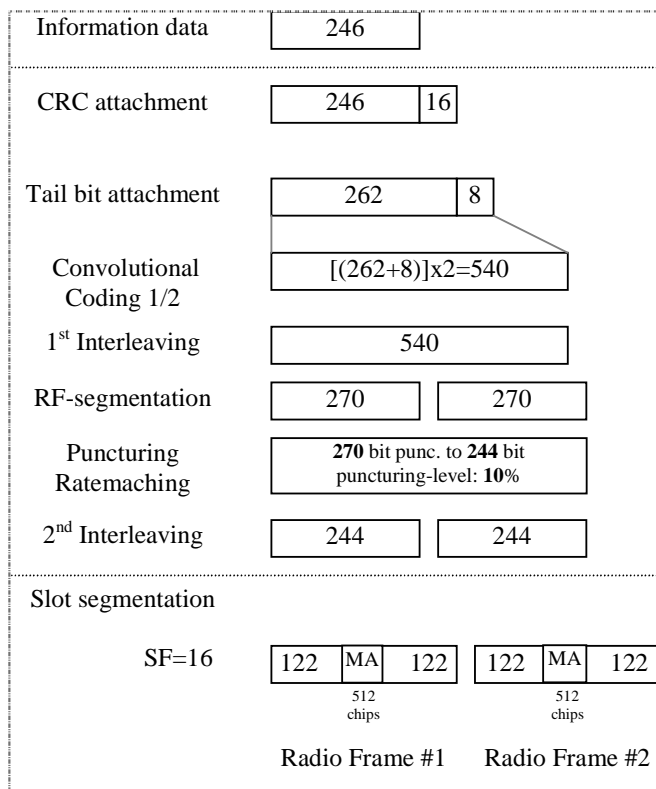 Information data 246
CRC attachment 246 16
Tail bit attachment 262 8
Convolutional
Coding 1/2
[(262+8)]x2=540
1st Interleaving 540
RF-segmentation 270 270
Puncturing
Ratemaching
270 bit punc. to 244 bit
puncturing-level: 10%
2nd Interleaving 244 244
Slot segmentation
SF=16 122 MA 122 122 MA 122
512 512
chips chips
Radio Frame #1 Radio Frame #2